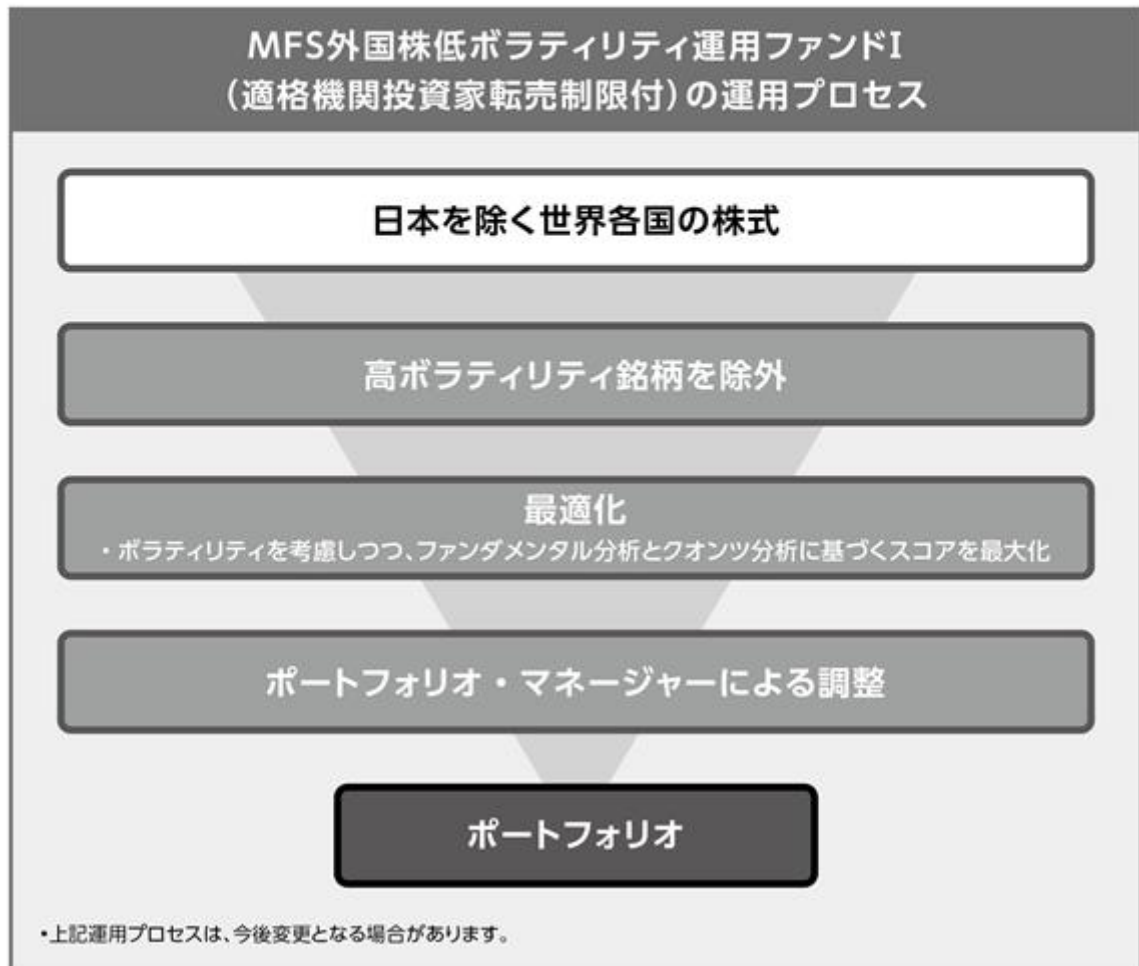 MFS外国株低ボラティリティ運用ファンドI
(適格機関投資家転売制限付)の運用プロセス
日本を除く世界各国の株式
高ボラティリティ銘柄を除外
最適化
・ボラティリティを考慮しつつ、ファンダメンタル分析とクオンツ分析に基づくスコアを最大化
ポートフォリオ・マネージャーによる調整
ポートフォリオ
•上記運用プロセスは、今後変更となる場合があります。